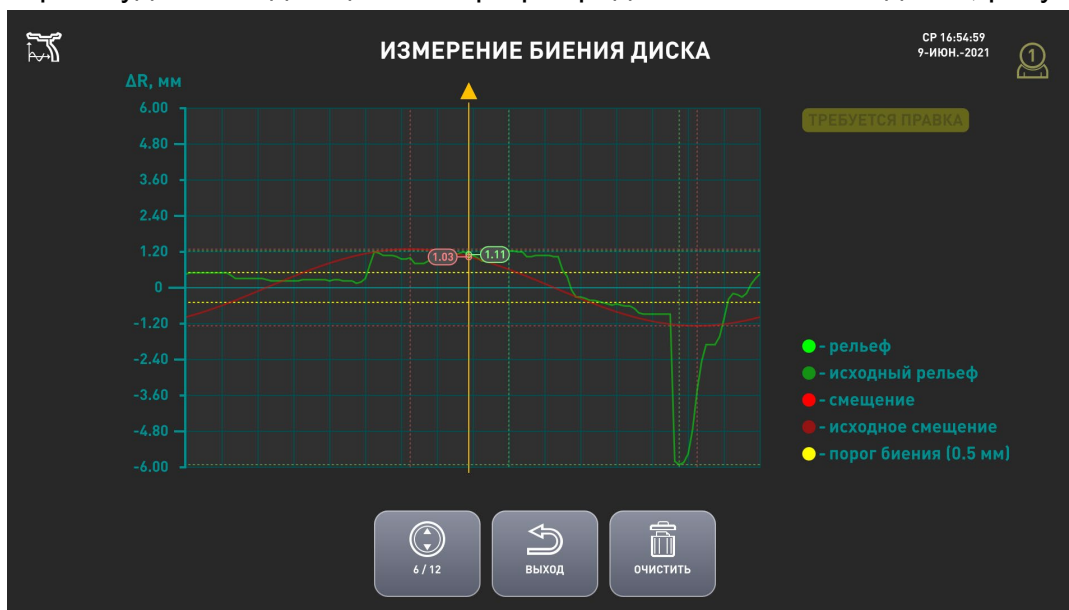 ИЗМЕРЕНИЕ БИЕНИЯ ДИСКА
СР 16:54:59
9-ИЮН.-2021
1
ΔR, мм
6.00
4.80
3.60
2.40
1.20
0
-1.20
-2.40
-3.60
-4.80
-6.00
1.03
1.11
ТРЕБУЕТСЯ ПРАВКА
- рельеф
- исходный рельеф
- смещение
- исходное смещение
- порог биения (0.5 мм)
6 / 12
ВЫХОД
ОЧИСТИТЬ